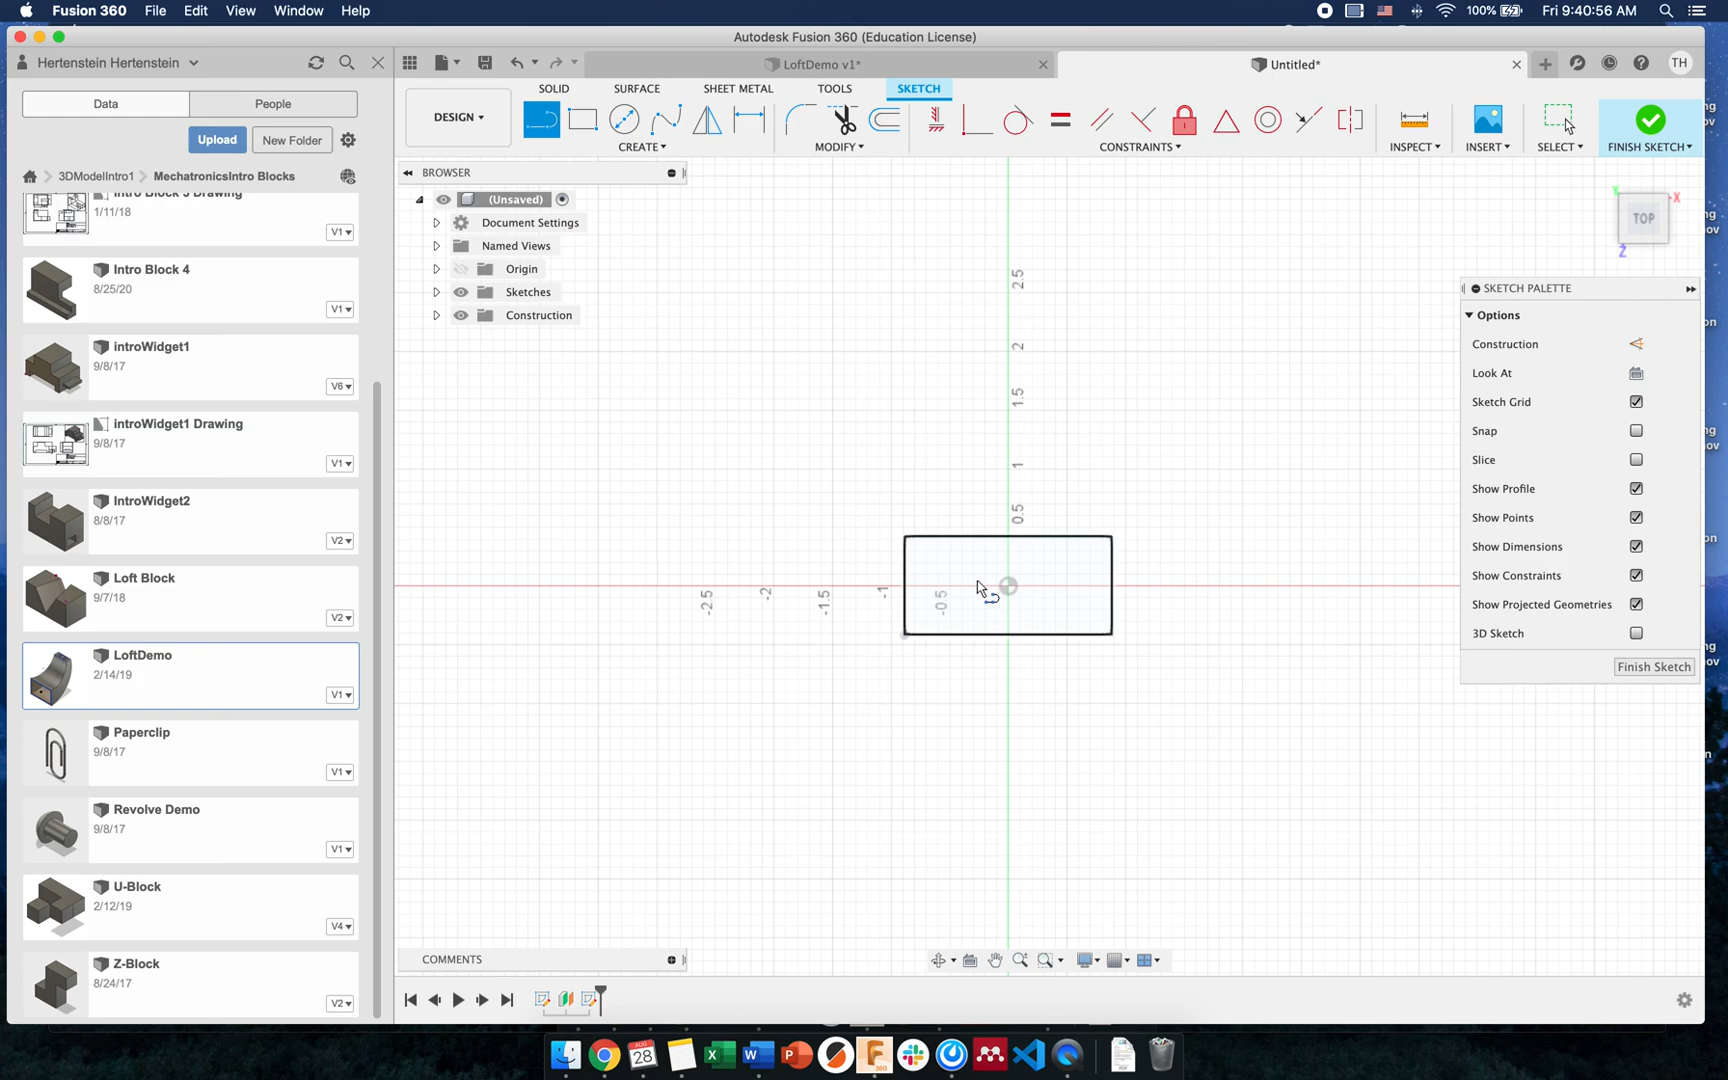 Fusion 360 File Edit View Window Help
100% Fri 9:40:56 AM
Autodesk Fusion 360 (Education License)
Hertenstein Hertenstein
LoftDemo v1*
Untitled*
TH
Data People
SOLID SURFACE SHEET METAL TOOLS SKETCH
DESIGN
Upload New Folder
CREATE MODIFY CONSTRAINTS INSPECT INSERT SELECT FINISH SKETCH
3DModelIntro1 MechatronicsIntro Blocks
BROWSER
Intro Block 3 Drawing
1/11/18
V1
(Unsaved)
Document Settings
Named Views
Origin
Sketches
Construction
TOP
X
Y
Z
Intro Block 4
8/25/20
V1
introWidget1
9/8/17
V6
introWidget1 Drawing
9/8/17
V1
IntroWidget2
8/8/17
V2
Loft Block
9/7/18
V2
LoftDemo
2/14/19
V1
Paperclip
9/8/17
V1
Revolve Demo
9/8/17
V1
U-Block
2/12/19
V4
Z-Block
8/24/17
V2
2.5
2
1.5
1
0.5
-2.5
-2
-1.5
-1
-0.5
SKETCH PALETTE
Options
Construction
Look At
Sketch Grid
Snap
Slice
Show Profile
Show Points
Show Dimensions
Show Constraints
Show Projected Geometries
3D Sketch
Finish Sketch
COMMENTS
AUG
28
360